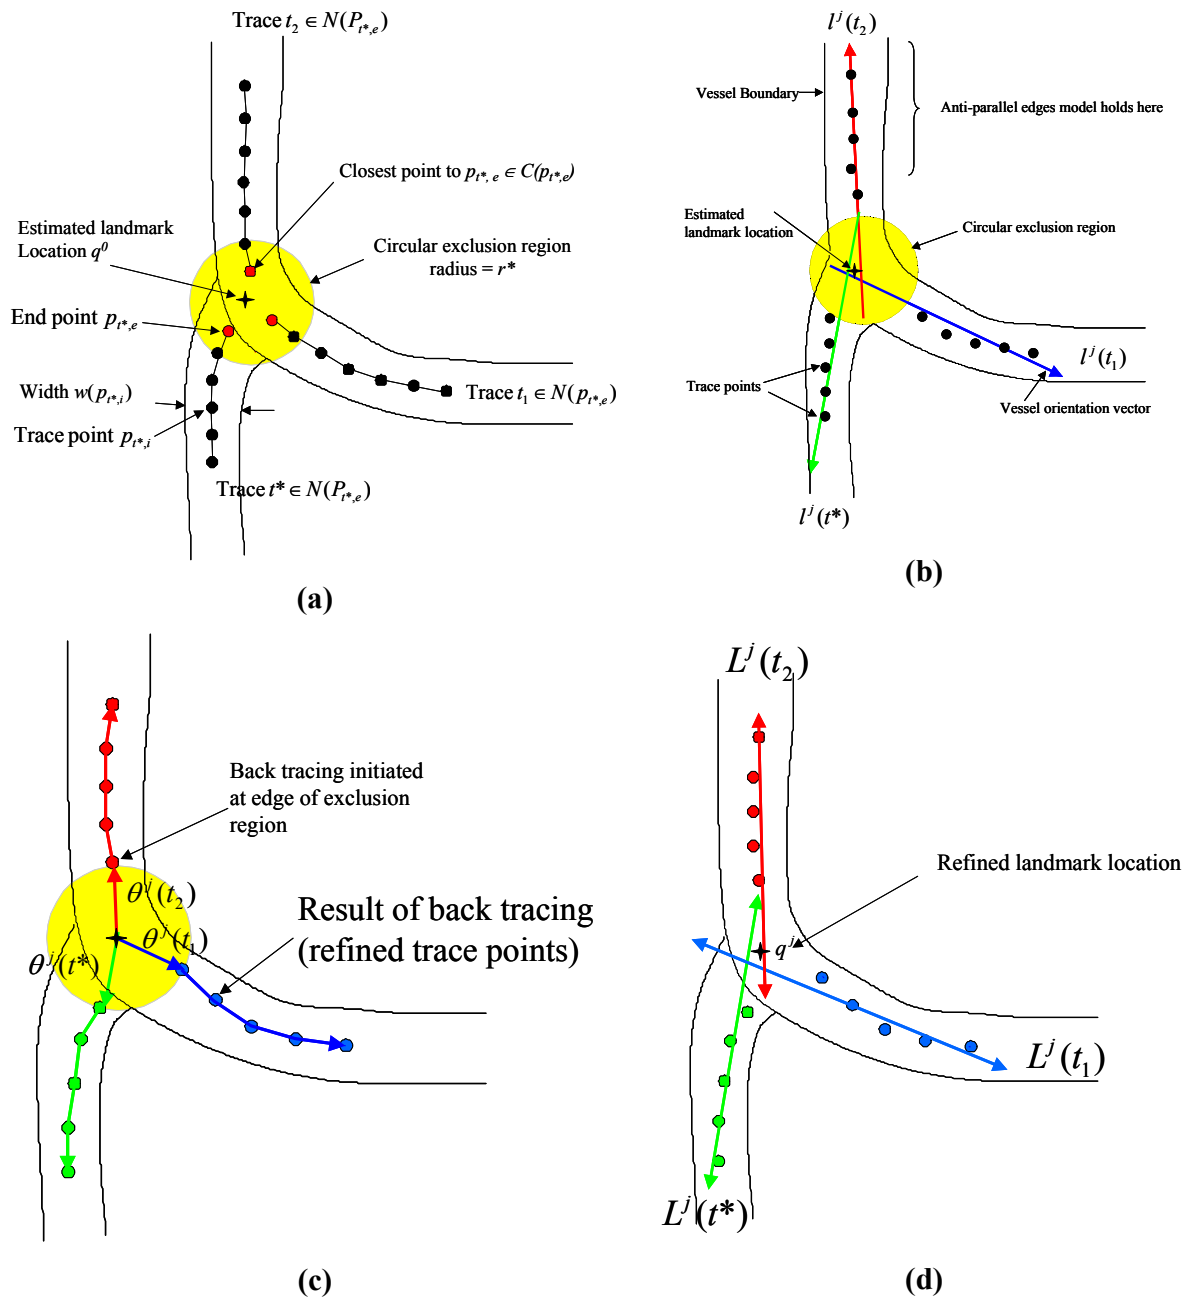 Trace t₂ ∈ N(P_{t*,e})
Closest point to p_{t*, e} ∈ C(p_{t*,e})
Estimated landmark
Location q⁰
Circular exclusion region
radius = r*
End point p_{t*,e}
Width w(p_{t*,i})
Trace t₁ ∈ N(p_{t*,e})
Trace point p_{t*,i}
Trace t* ∈ N(P_{t*,e})
(a)
l^j(t₂)
Vessel Boundary
Anti-parallel edges model holds here
Estimated
landmark location
Circular exclusion region
l^j(t₁)
Trace points
Vessel orientation vector
l^j(t*)
(b)
Back tracing initiated
at edge of exclusion
region
θ^j(t₂)
Result of back tracing
(refined trace points)
θ^j(t₁)
θ^j(t*)
(c)
L^j(t₂)
Refined landmark location
q^j
L^j(t₁)
L^j(t*)
(d)